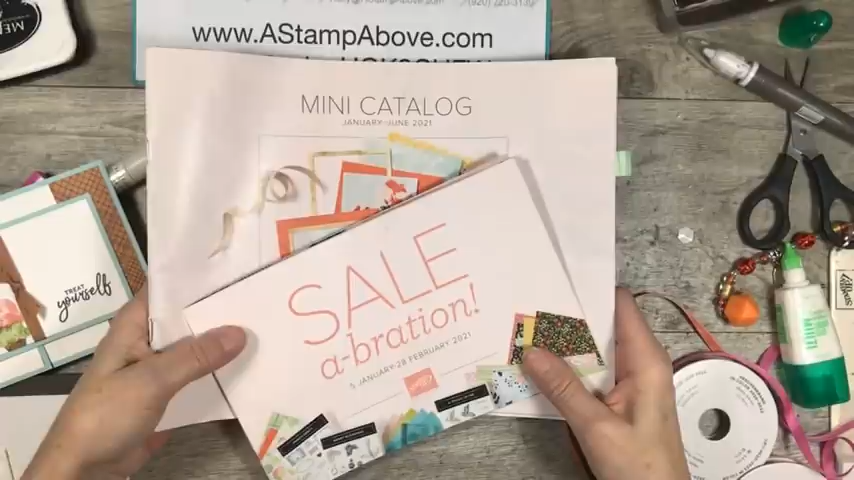 www.AStampAbove.com
MINI CATALOG
JANUARY-JUNE 2021
SALE
a-bration!
5 JANUARY-28 FEBRUARY 2021
TREAT
yourself